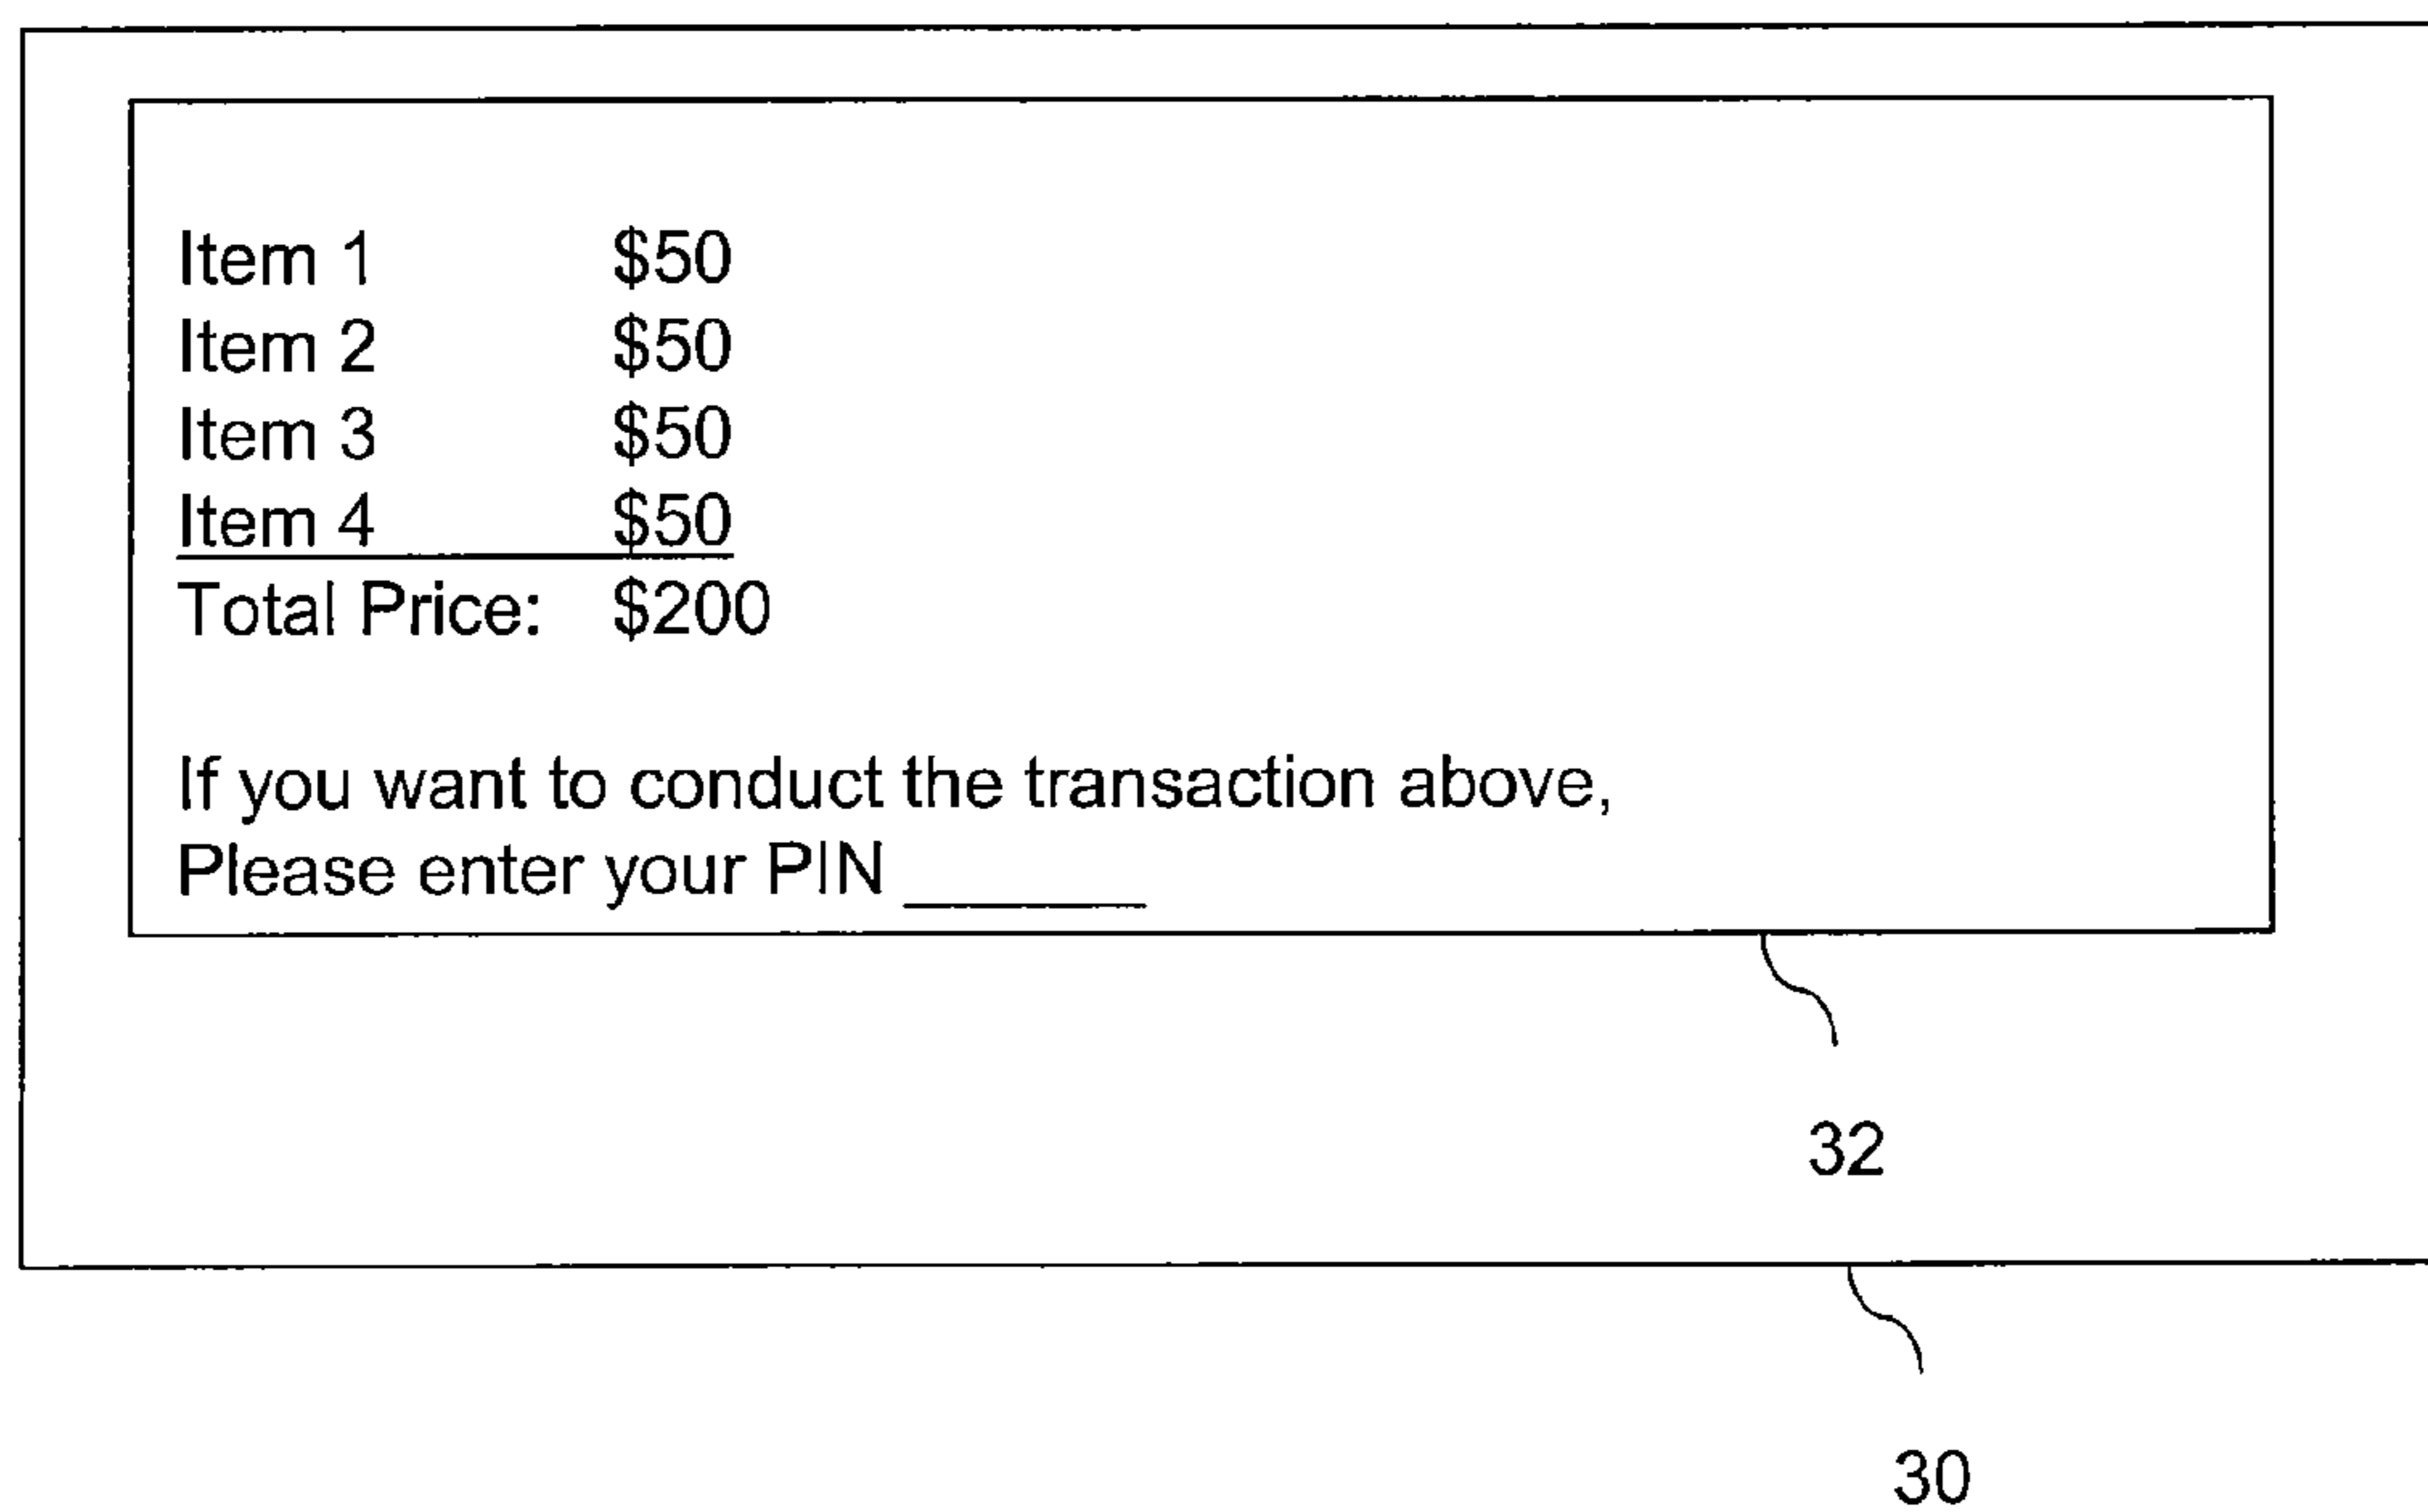 Item 1 $50
Item 2 $50
Item 3 $50
Item 4 $50
Total Price: $200
If you want to conduct the transaction above,
Please enter your PIN ________
32
30